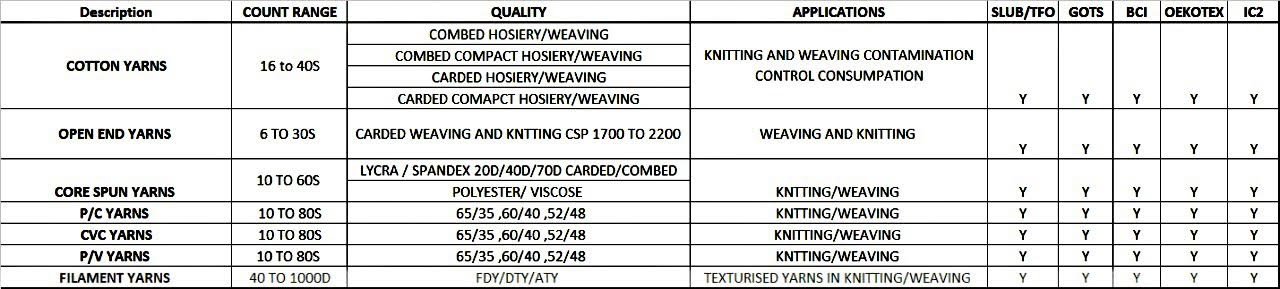 Description COUNT RANGE QUALITY APPLICATIONS SLUB/TFO GOTS BCI OEKOTEX IC2
COTTON YARNS 16 to 40S COMBED HOSIERY/WEAVING
COMBED COMPACT HOSIERY/WEAVING
CARDED HOSIERY/WEAVING
CARDED COMAPCT HOSIERY/WEAVING
KNITTING AND WEAVING CONTAMINATION
CONTROL CONSUMPATION
Y Y Y Y Y
OPEN END YARNS 6 TO 30S CARDED WEAVING AND KNTTING CSP 1700 TO 2200 WEAVING AND KNITTING Y Y Y Y Y
CORE SPUN YARNS 10 TO 60S LYCRA / SPANDEX 20D/40D/70D CARDED/COMBED
POLYESTER/ VISCOSE KNTTING/WEAVING Y Y Y Y Y
P/C YARNS 10 TO 80S 65/35 ,60/40 ,52/48 KNTTING/WEAVING Y Y Y Y Y
CVC YARNS 10 TO 80S 65/35 ,60/40 ,52/48 KNTTING/WEAVING Y Y Y Y Y
P/V YARNS 10 TO 80S 65/35 ,60/40 ,52/48 KNTTING/WEAVING Y Y Y Y Y
FILAMENT YARNS 40 TO 1000D FDY/DTY/ATY TEXTURISED YARNS IN KNITTING/WEAVING Y Y Y Y Y